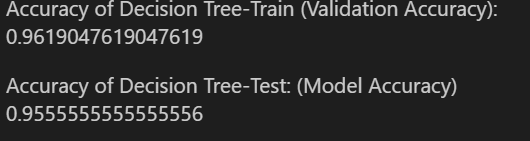 Accuracy of Decision Tree-Train (Validation Accuracy):
0.9619047619047619
Accuracy of Decision Tree-Test: (Model Accuracy)
0.9555555555555556